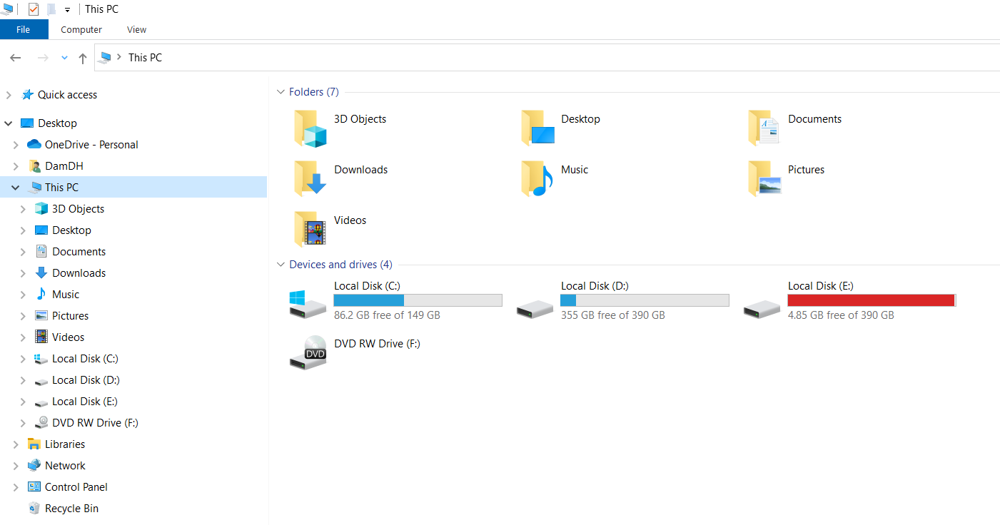 This PC
File Computer View
This PC
Quick access
Desktop
OneDrive - Personal
DamDH
This PC
3D Objects
Desktop
Documents
Downloads
Music
Pictures
Videos
Local Disk (C:)
Local Disk (D:)
Local Disk (E:)
DVD RW Drive (F:)
Libraries
Network
Control Panel
Recycle Bin
Folders (7)
3D Objects
Desktop
Documents
Downloads
Music
Pictures
Videos
Devices and drives (4)
Local Disk (C:)
86.2 GB free of 149 GB
Local Disk (D:)
355 GB free of 390 GB
Local Disk (E:)
4.85 GB free of 390 GB
DVD
DVD RW Drive (F:)